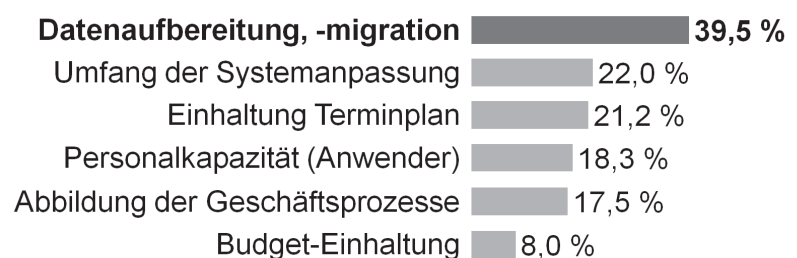 Datenaufbereitung, -migration 39,5 %
Umfang der Systemanpassung 22,0 %
Einhaltung Terminplan 21,2 %
Personalkapazität (Anwender) 18,3 %
Abbildung der Geschäftsprozesse 17,5 %
Budget-Einhaltung 8,0 %